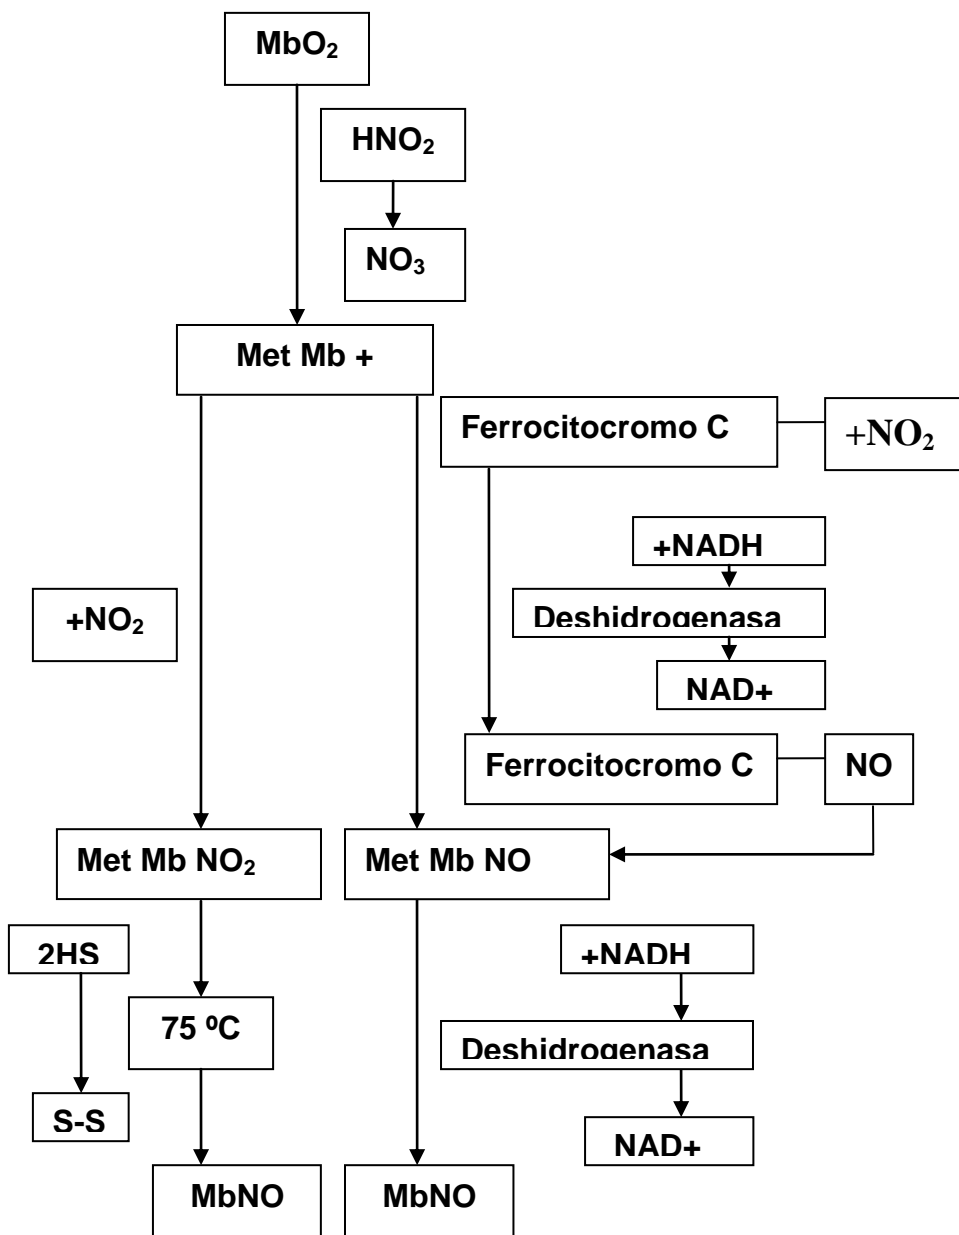 MbO₂
HNO₂
NO₃
Met Mb +
Ferrocitocromo C
+NO₂
+NADH
Deshidrogenasa
+NO₂
NAD+
Ferrocitocromo C
NO
Met Mb NO₂
Met Mb NO
2HS
+NADH
75 ºC
Deshidrogenasa
S-S
NAD+
MbNO
MbNO